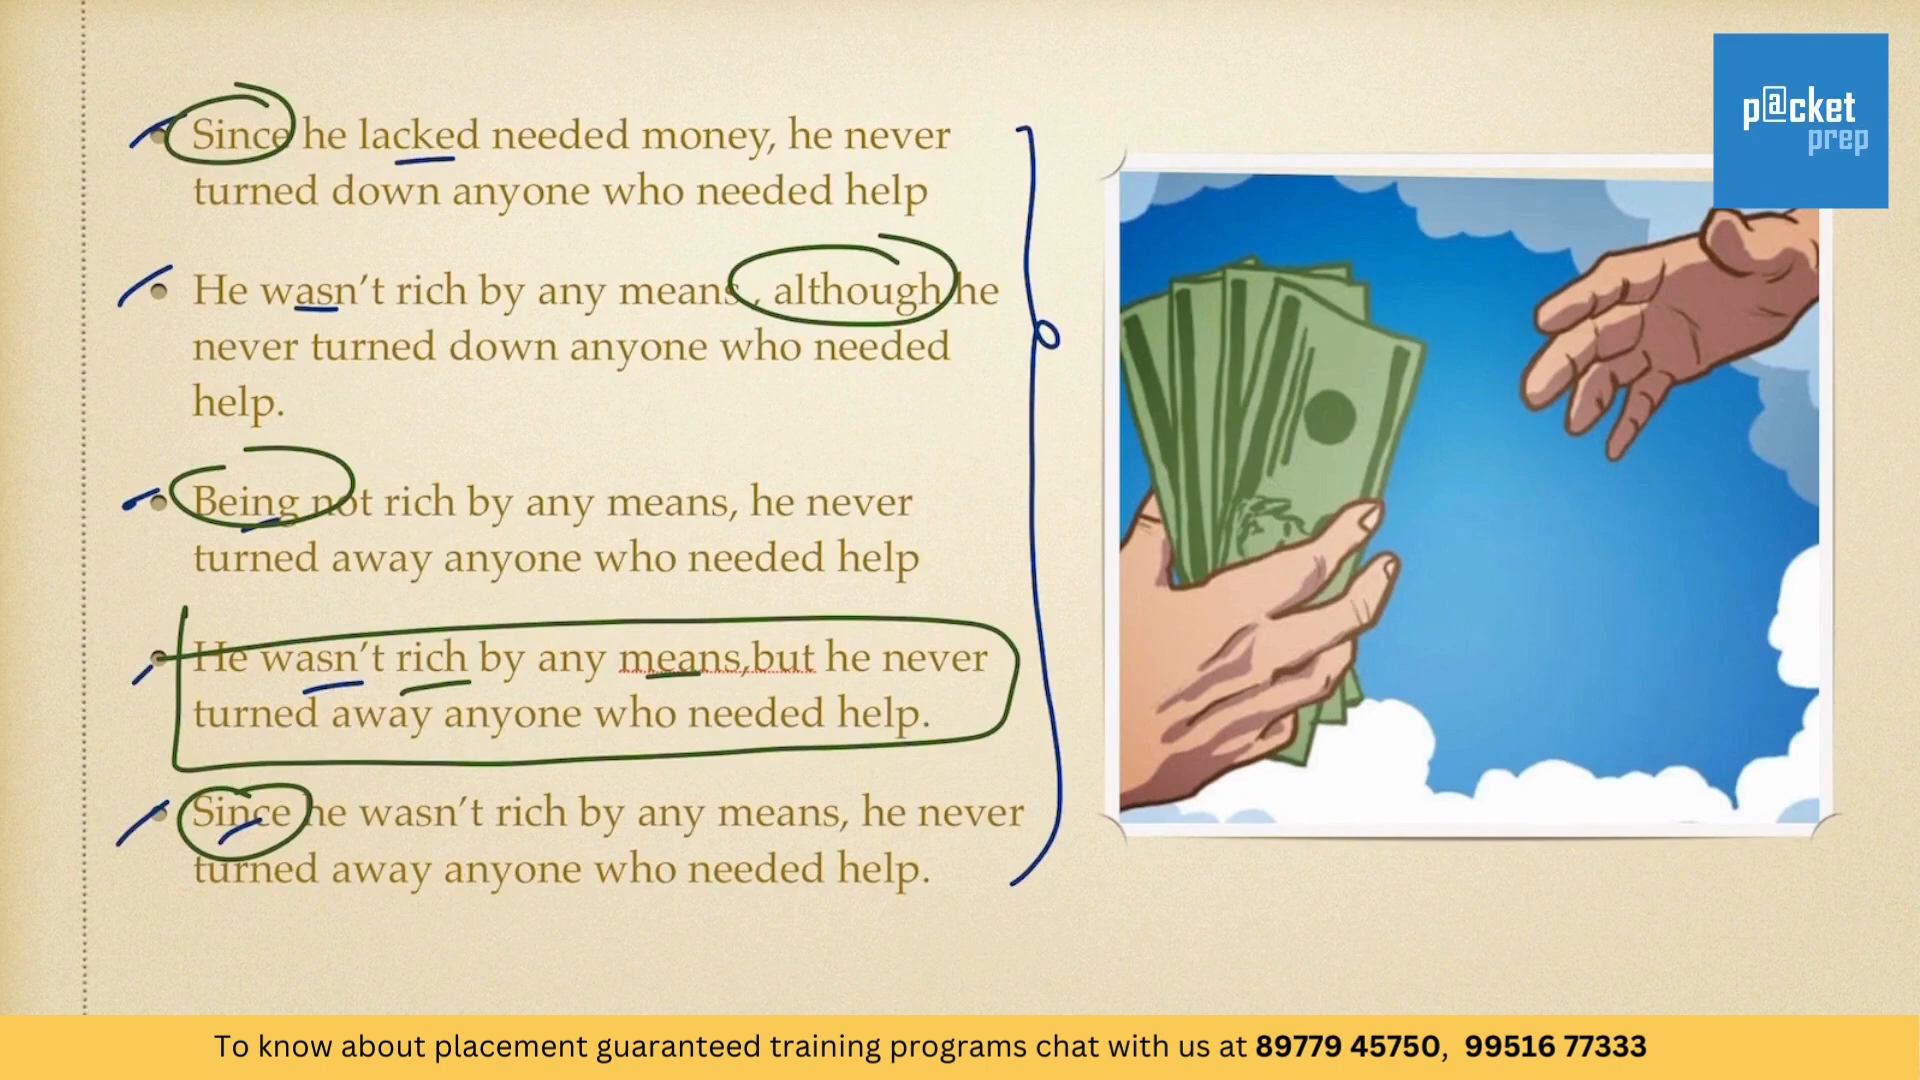 p@cket
prep
Since he lacked needed money, he never
turned down anyone who needed help
He wasn’t rich by any means , although he
never turned down anyone who needed
help.
Being not rich by any means, he never
turned away anyone who needed help
He wasn’t rich by any means,but he never
turned away anyone who needed help.
Since he wasn’t rich by any means, he never
turned away anyone who needed help.
To know about placement guaranteed training programs chat with us at 89779 45750, 99516 77333